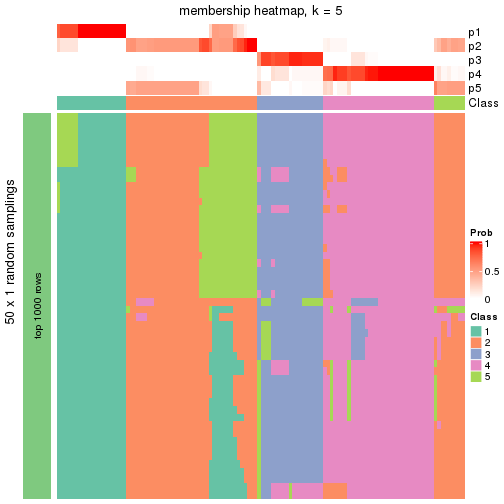 membership heatmap, k = 5
p1
p2
p3
p4
p5
Class
50 x 1 random samplings
top 1000 rows
Prob
1
0.5
0
Class
1
2
3
4
5